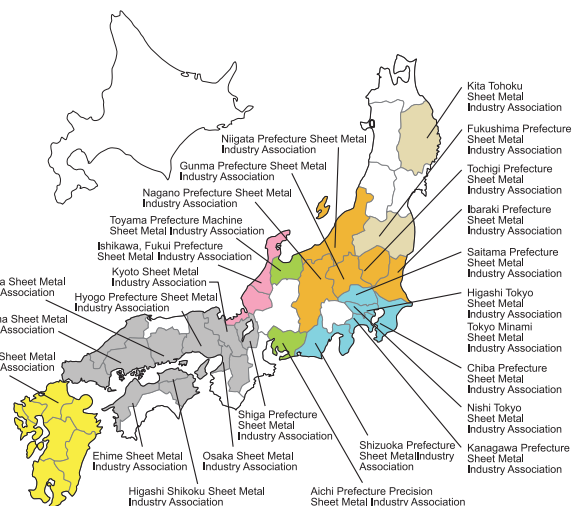 Kita Tohoku
Sheet Metal
Industry Association
Fukushima Prefecture
Sheet Metal
Industry Association
Tochigi Prefecture
Sheet Metal
Industry Association
Ibaraki Prefecture
Sheet Metal
Industry Association
Saitama Prefecture
Sheet Metal
Industry Association
Higashi Tokyo
Sheet Metal
Industry Association
Tokyo Minami
Sheet Metal
Industry Association
Chiba Prefecture
Sheet Metal
Industry Association
Nishi Tokyo
Sheet Metal
Industry Association
Kanagawa Prefecture
Sheet Metal
Industry Association
Niigata Prefecture Sheet Metal
Industry Association
Gunma Prefecture Sheet Metal
Industry Association
Nagano Prefecture Sheet Metal
Industry Association
Toyama Prefecture Machine
Sheet Metal Industry Association
Ishikawa, Fukui Prefecture
Sheet Metal Industry Association
Kyoto Sheet Metal
Industry Association
Hyogo Prefecture Sheet Metal
Industry Association
a Sheet Metal
Association
na Sheet Metal
Association
Sheet Metal
Association
Shiga Prefecture
Sheet Metal
Industry Association
Shizuoka Prefecture
Sheet MetalIndustry
Association
Ehime Sheet Metal
Industry Association
Osaka Sheet Metal
Industry Association
Higashi Shikoku Sheet Metal
Industry Association
Aichi Prefecture Precision
Sheet Metal Industry Association